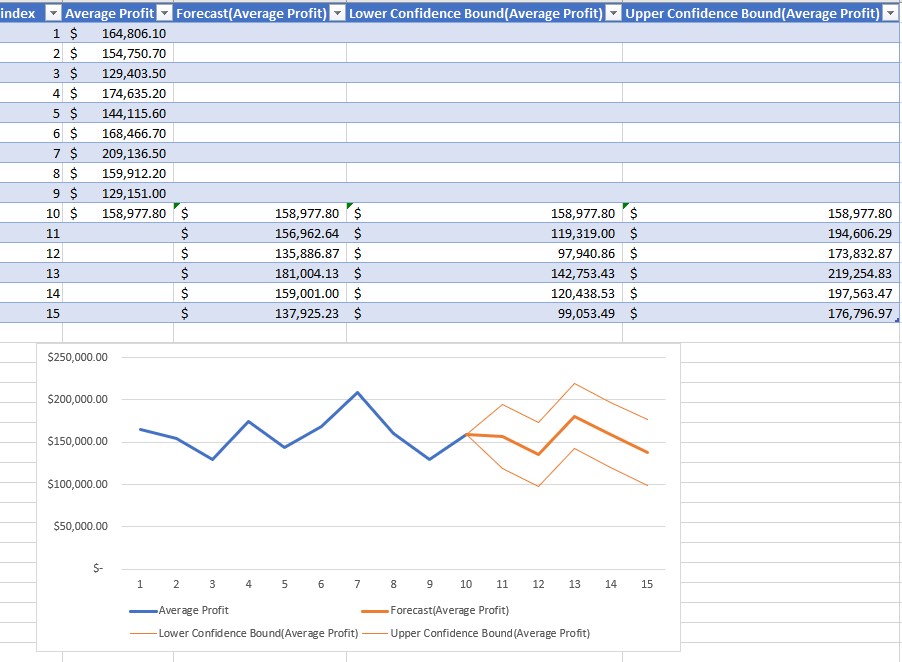 index Average Profit Forecast(Average Profit) Lower Confidence Bound(Average Profit) Upper Confidence Bound(Average Profit)
1 $ 164,806.10
2 $ 154,750.70
3 $ 129,403.50
4 $ 174,635.20
5 $ 144,115.60
6 $ 168,466.70
7 $ 209,136.50
8 $ 159,912.20
9 $ 129,151.00
10 $ 158,977.80 $ 158,977.80 $ 158,977.80 $ 158,977.80
11 $ 156,962.64 $ 119,319.00 $ 194,606.29
12 $ 135,886.87 $ 97,940.86 $ 173,832.87
13 $ 181,004.13 $ 142,753.43 $ 219,254.83
14 $ 159,001.00 $ 120,438.53 $ 197,563.47
15 $ 137,925.23 $ 99,053.49 $ 176,796.97
$250,000.00
$200,000.00
$150,000.00
$100,000.00
$50,000.00
$-
1 2 3 4 5 6 7 8 9 10 11 12 13 14 15
Average Profit Forecast(Average Profit)
Lower Confidence Bound(Average Profit) Upper Confidence Bound(Average Profit)